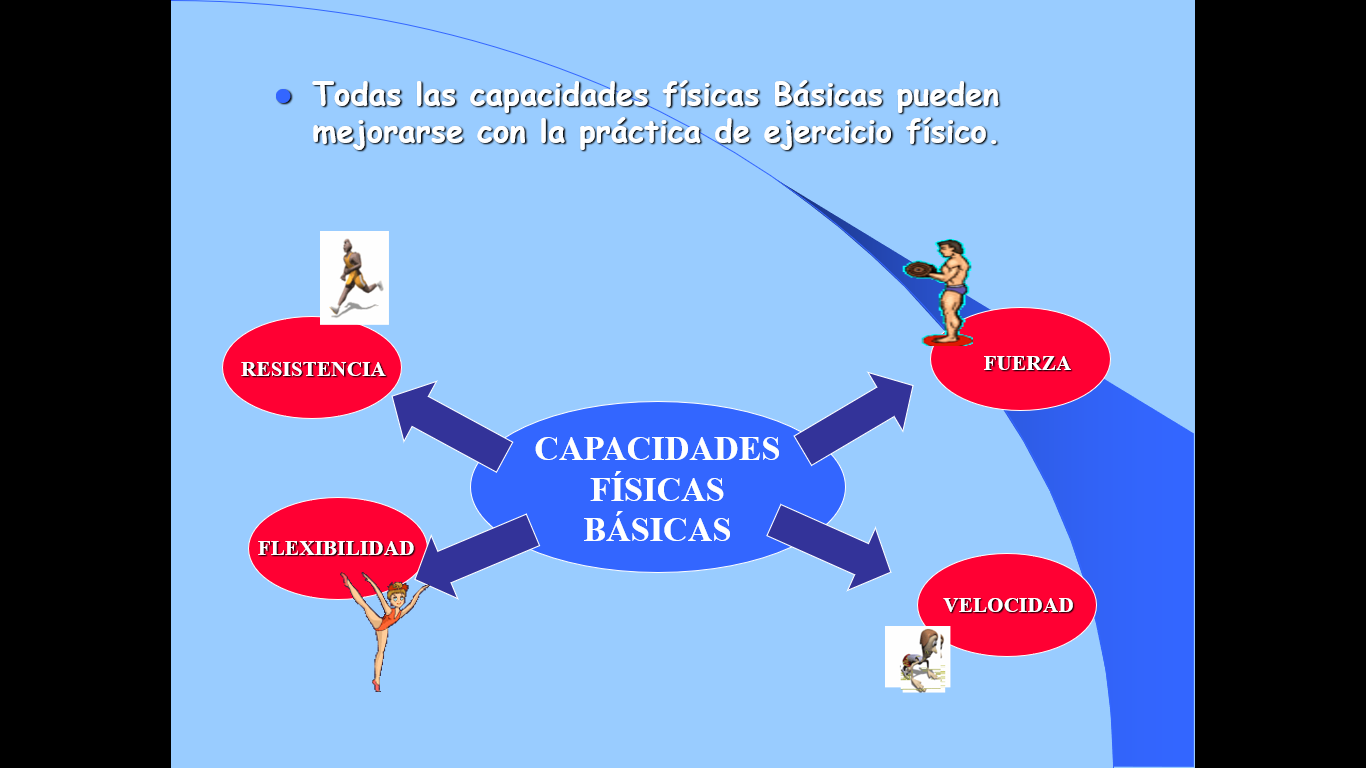 Todas las capacidades físicas Básicas pueden
mejorarse con la práctica de ejercicio físico.
RESISTENCIA
FUERZA
CAPACIDADES
FÍSICAS
BÁSICAS
FLEXIBILIDAD
VELOCIDAD